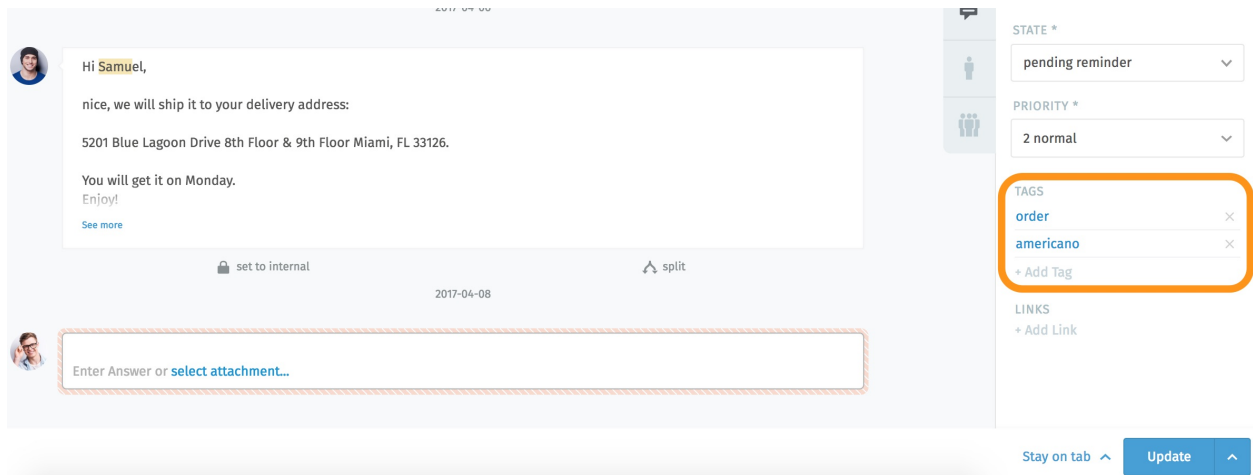 Hi Samuel,
nice, we will ship it to your delivery address:
5201 Blue Lagoon Drive 8th Floor & 9th Floor Miami, FL 33126.
You will get it on Monday.
Enjoy!
See more
set to internal
split
2017-04-08
Enter Answer or select attachment...
STATE *
pending reminder
PRIORITY *
2 normal
TAGS
order
americano
+ Add Tag
LINKS
+ Add Link
Stay on tab
Update